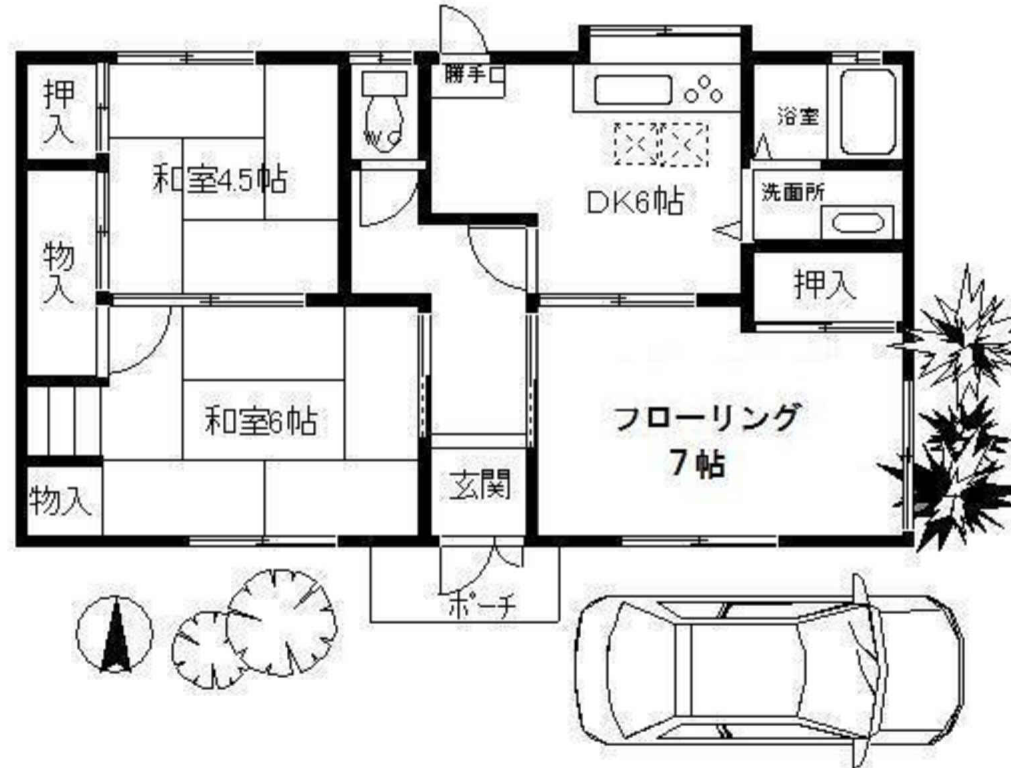 勝手口
押入
W.C
浴室
和室4.5帖
DK6帖
洗面所
物入
押入
和室6帖
フローリング
7帖
物入
玄関
ポーチ